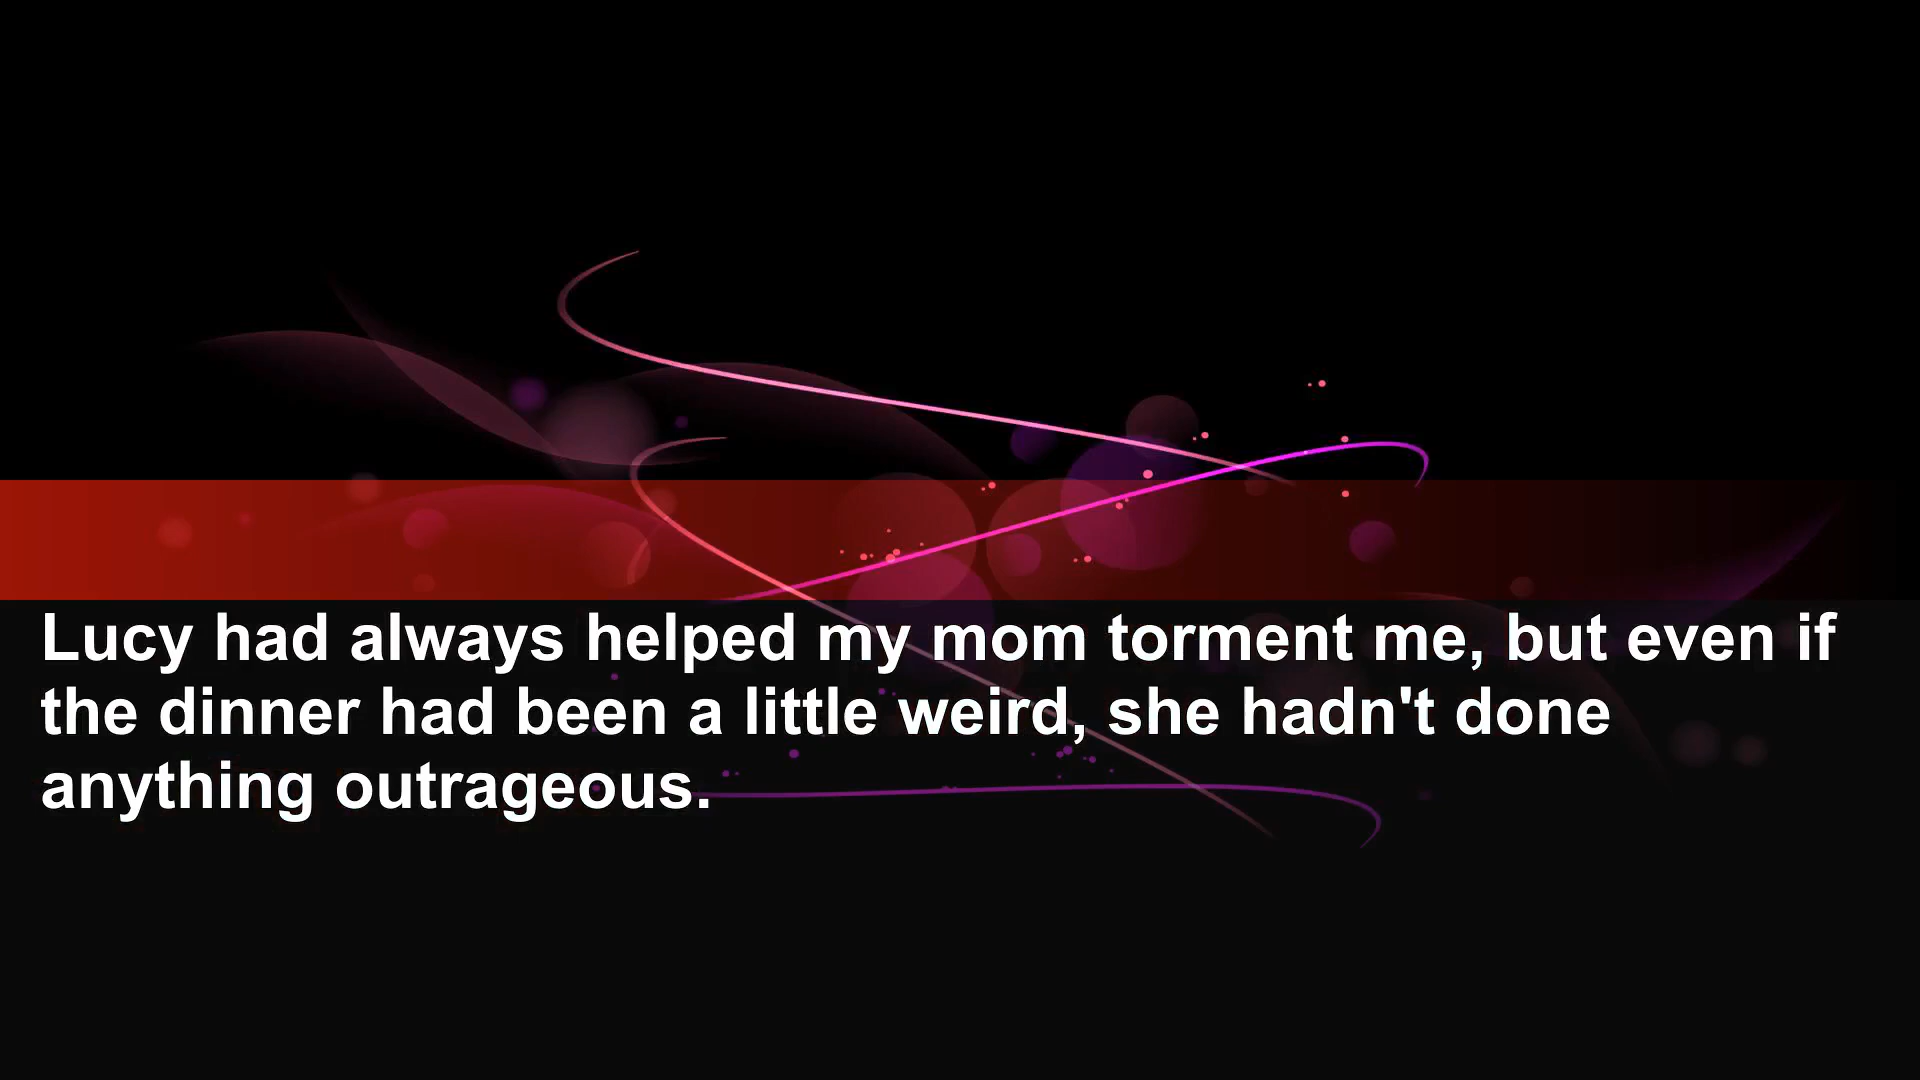 Lucy had always helped my mom torment me, but even if
the dinner had been a little weird, she hadn't done
anything outrageous.